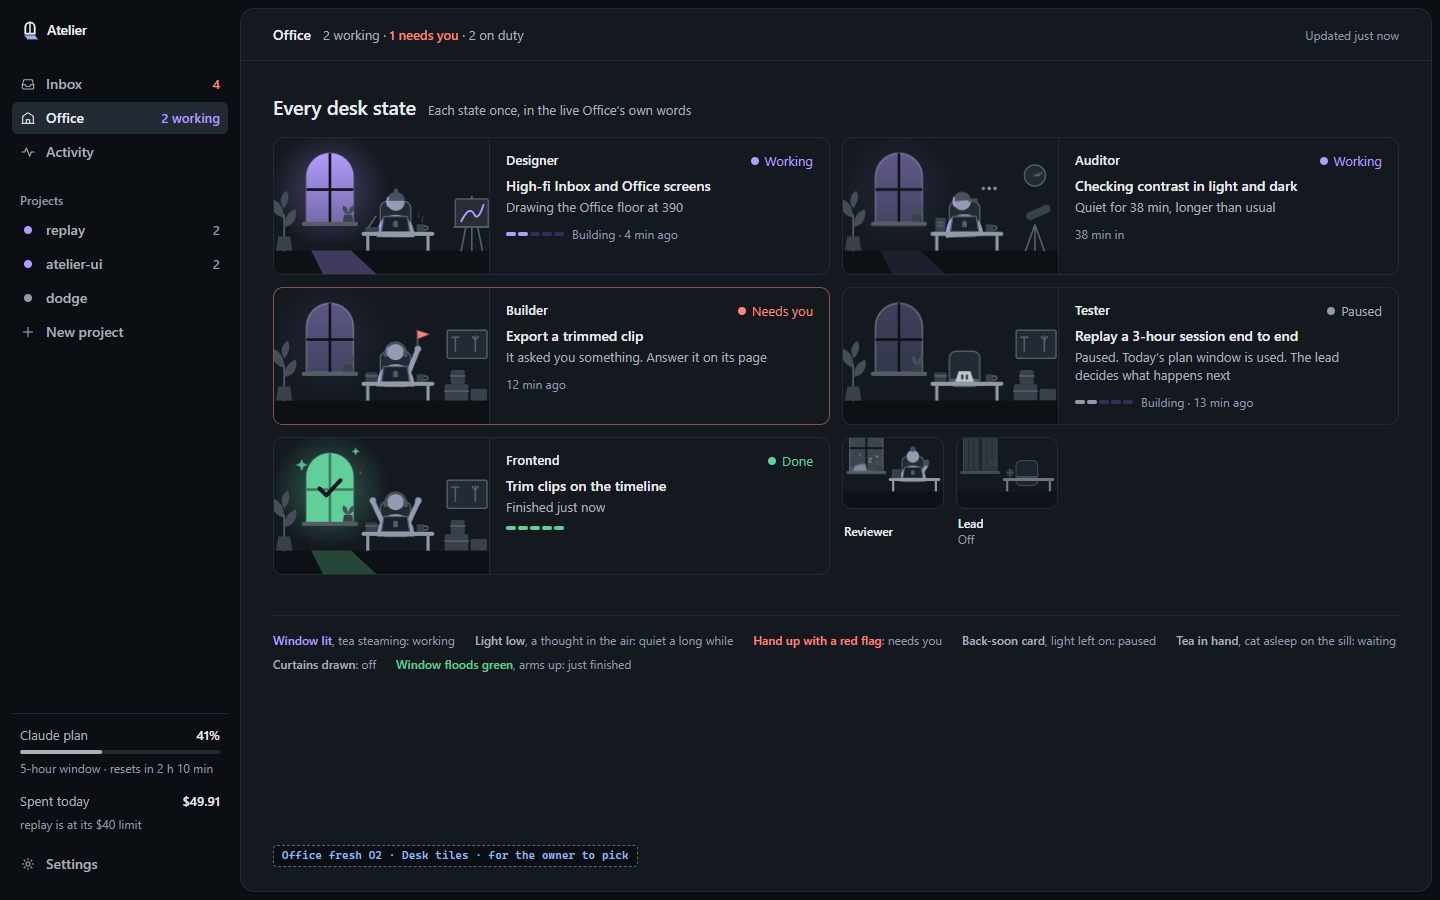 Atelier
Inbox 4
Office 2 working
Activity
Projects
replay 2
atelier-ui 2
dodge
New project
Claude plan 41%
5-hour window · resets in 2 h 10 min
Spent today $49.91
replay is at its $40 limit
Settings
Office 2 working · 1 needs you · 2 on duty
Updated just now
Every desk state Each state once, in the live Office's own words
Designer Working
High-fi Inbox and Office screens
Drawing the Office floor at 390
Building · 4 min ago
Auditor Working
Checking contrast in light and dark
Quiet for 38 min, longer than usual
38 min in
Builder Needs you
Export a trimmed clip
It asked you something. Answer it on its page
12 min ago
Tester Paused
Replay a 3-hour session end to end
Paused. Today's plan window is used. The lead
decides what happens next
Building · 13 min ago
Frontend Done
Trim clips on the timeline
Finished just now
Reviewer
Lead
Off
Window lit, tea steaming: working Light low, a thought in the air: quiet a long while Hand up with a red flag: needs you Back-soon card, light left on: paused Tea in hand, cat asleep on the sill: waiting
Curtains drawn: off Window floods green, arms up: just finished
Office fresh O2 · Desk tiles · for the owner to pick